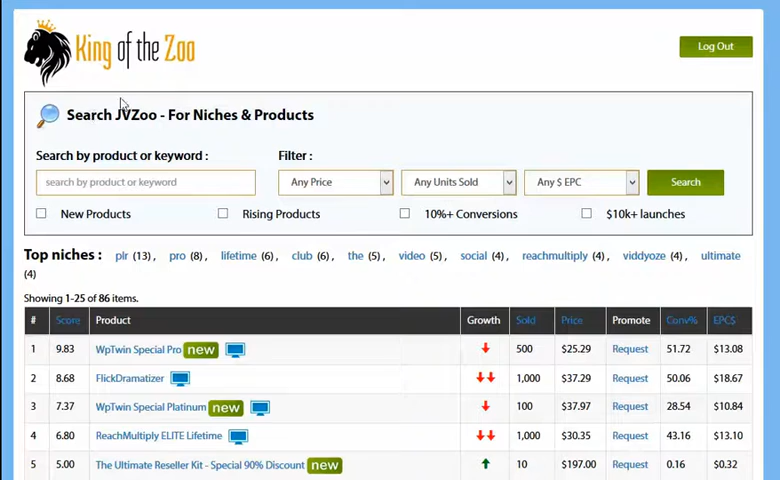 King of the Zoo
Log Out
Search JVZoo - For Niches & Products
Search by product or keyword :
Filter :
search by product or keyword
Any Price
Any Units Sold
Any $ EPC
Search
New Products
Rising Products
10%+ Conversions
$10k+ launches
Top niches : plr (13) , pro (8) , lifetime (6) , club (6) , the (5) , video (5) , social (4) , reachmultiply (4) , viddyoze (4) , ultimate
(4)
Showing 1-25 of 86 items.
# Score Product Growth Sold Price Promote Conv% EPC$
1 9.83 WpTwin Special Pro new 500 $25.29 Request 51.72 $13.08
2 8.68 FlickDramatizer 1,000 $37.29 Request 50.06 $18.67
3 7.37 WpTwin Special Platinum new 100 $37.97 Request 28.54 $10.84
4 6.80 ReachMultiply ELITE Lifetime 1,000 $30.35 Request 43.16 $13.10
5 5.00 The Ultimate Reseller Kit - Special 90% Discount new 10 $197.00 Request 0.16 $0.32